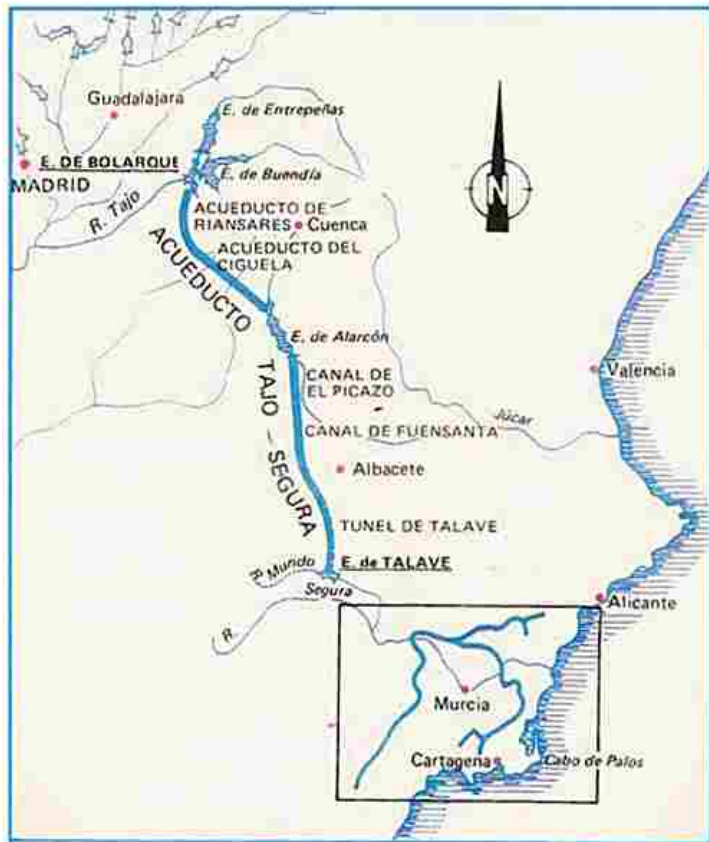 Guadalajara
E. de Entrepeñas
E. DE BOLARQUE
MADRID
E. de Buendía
R. Tajo
ACUEDUCTO DE
RIANSARES
Cuenca
ACUEDUCTO DEL
CIGUELA
N
ACUEDUCTO TAJO - SEGURA
E. de Alarcón
CANAL DE
EL PICAZO
Valencia
Júcar
CANAL DE FUENSANTA
Albacete
TUNEL DE TALAVE
R. Mundo
E. de TALAVE
R. Segura
Alicante
Murcia
Cartagena
Cabo de Palos